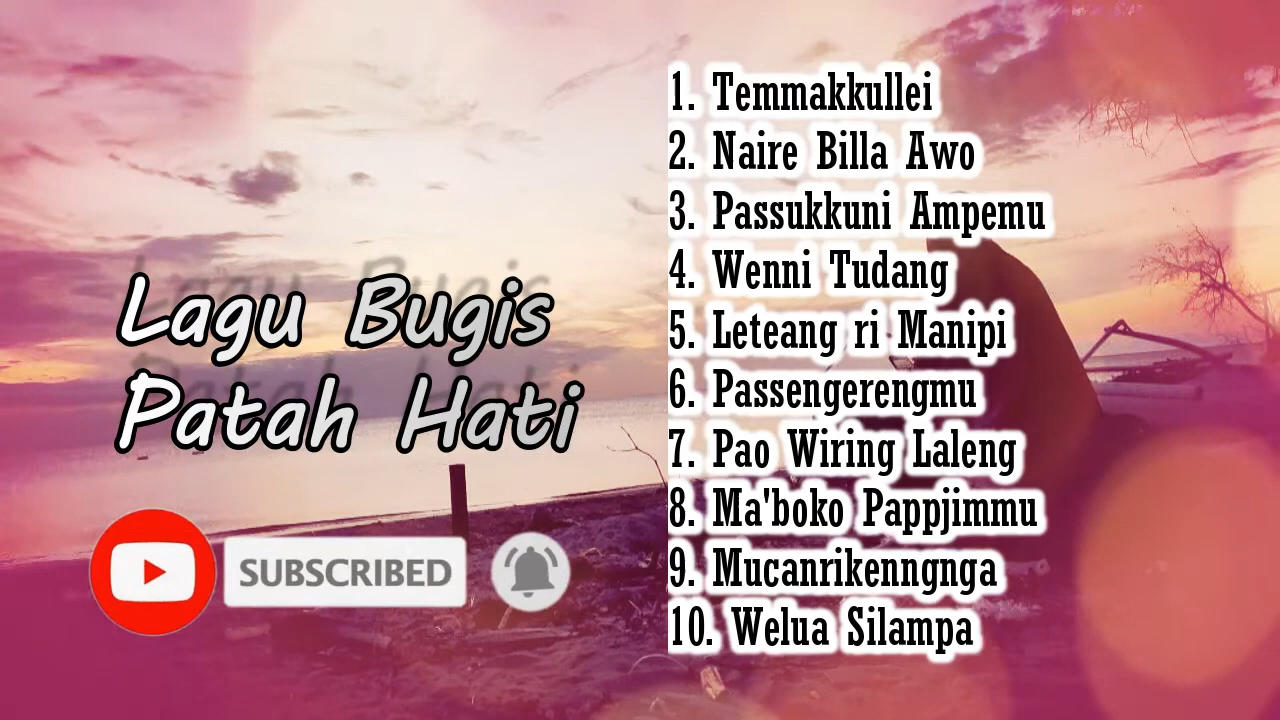 Lagu Bugis
Patah Hati
SUBSCRIBED
1. Temmakkullei
2. Naire Billa Awo
3. Passukkuni Ampemu
4. Wenni Tudang
5. Leteang ri Manipi
6. Passengerengmu
7. Pao Wiring Laleng
8. Ma'boko Pappjimmu
9. Mucanrikenngnga
10. Welua Silampa